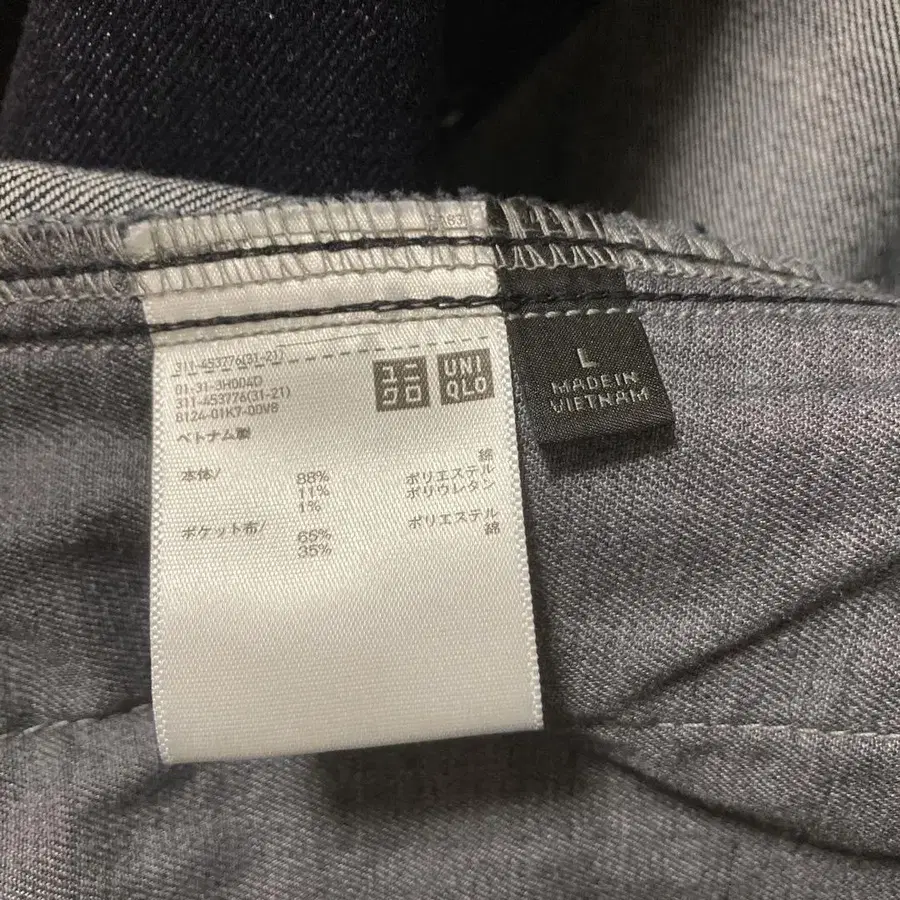 311-453776(31-21)
01-31-3H004D
311-453776(31-21)
8124-01K7-00V8
ユニ
クロ
UNI
QLO
ベトナム製
本体/ 88% 綿
11% ポリエステル
1% ポリウレタン
ポケット布/ 65% ポリエステル
35% 綿
L
MADE IN
VIETNAM